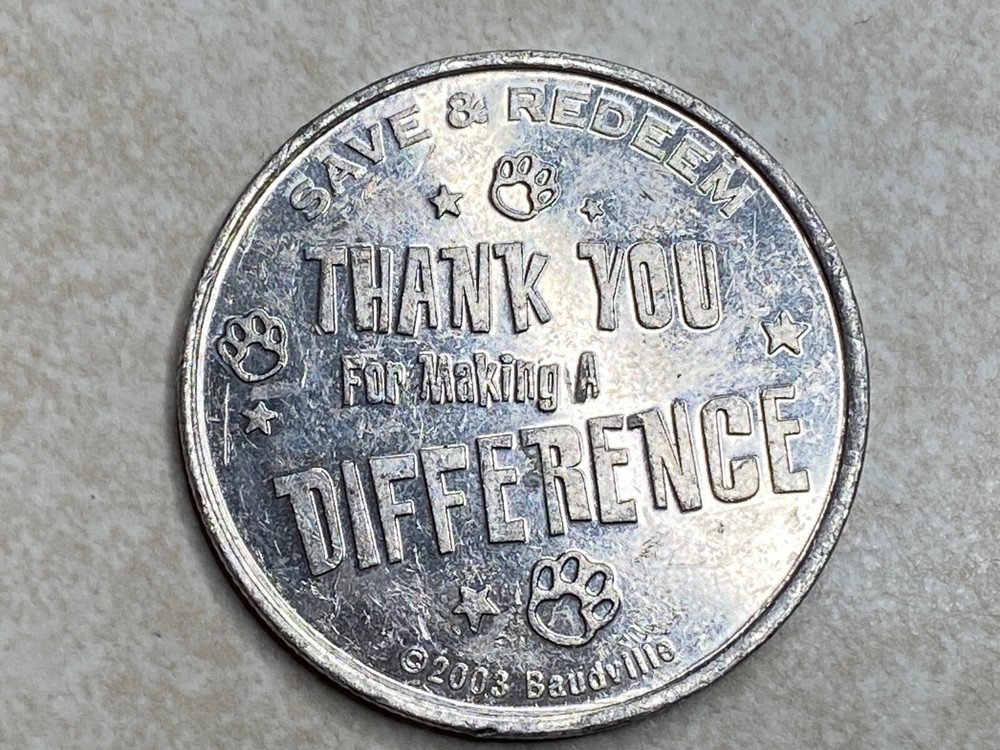 SAVE & REDEEM
THANK YOU
For Making A
DIFFERENCE
©2003 Baudville